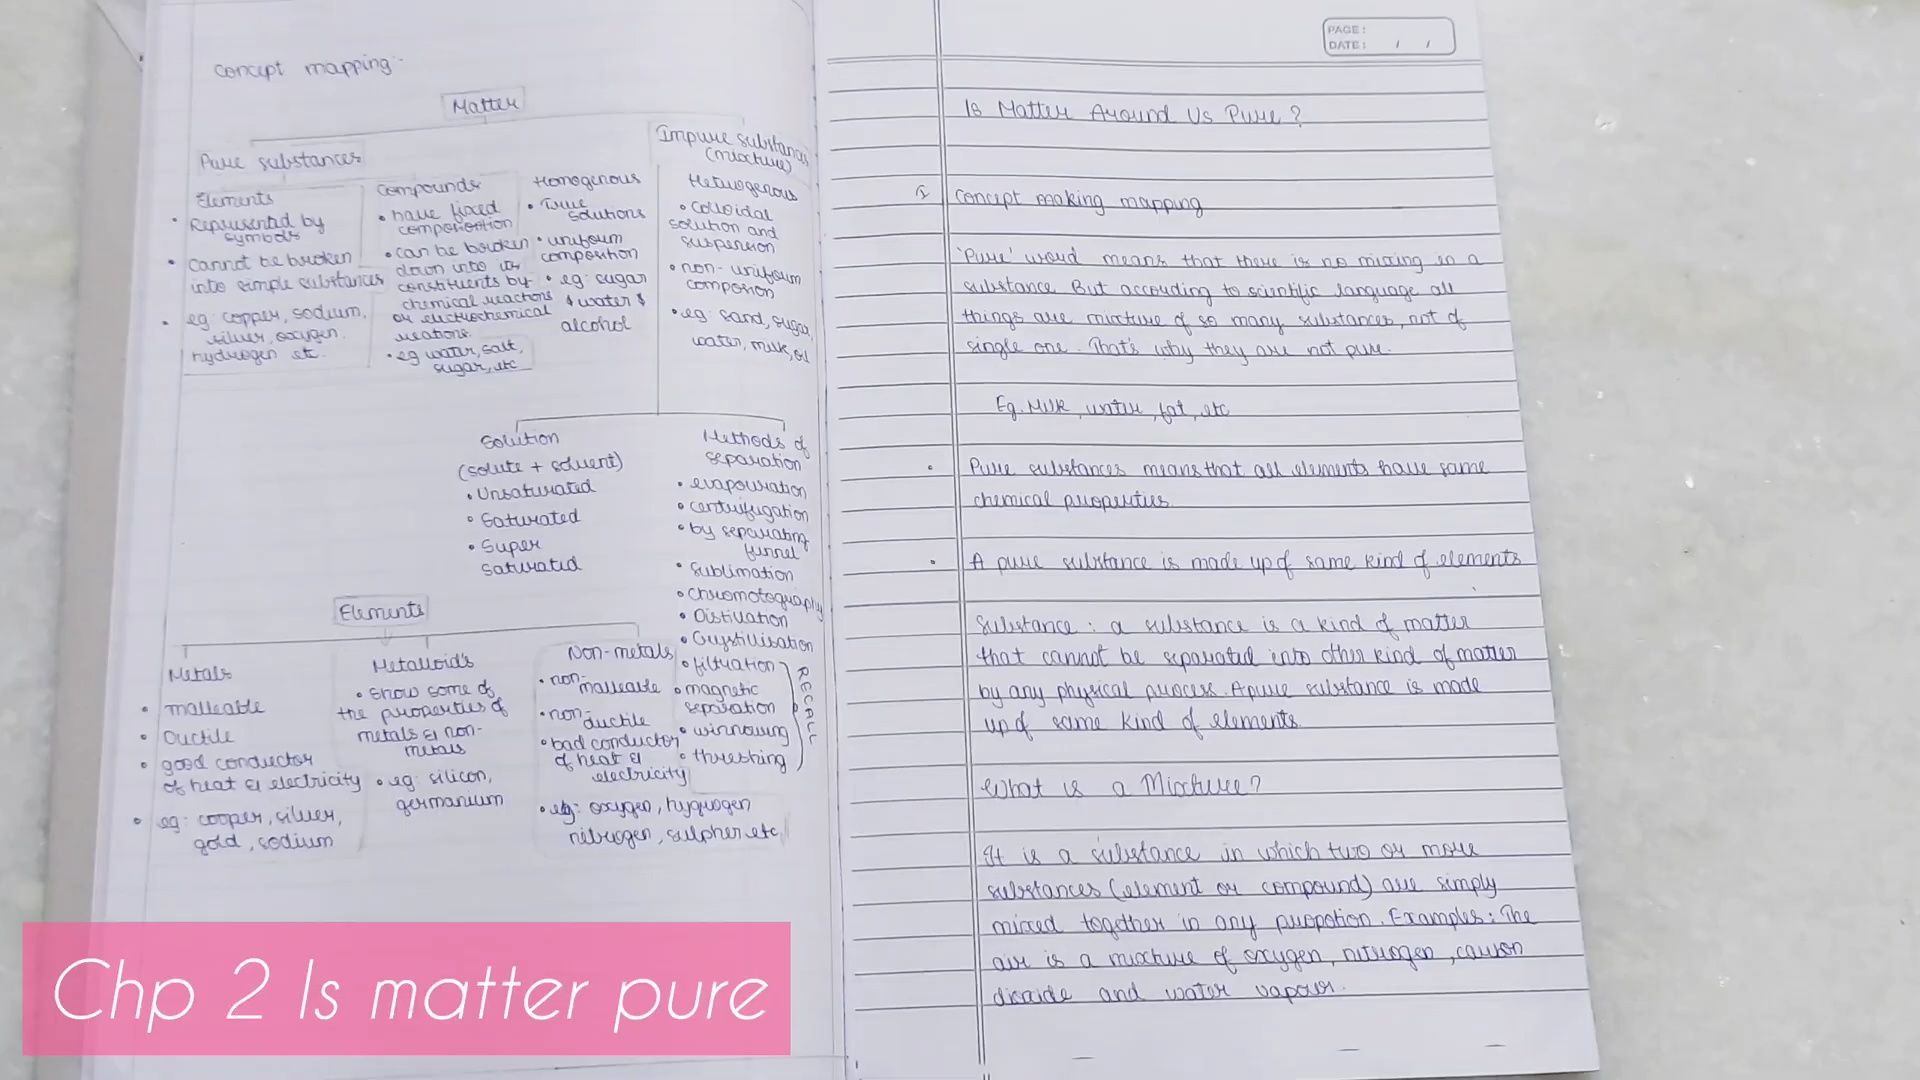 Concept mapping:
Matter
Pure substances
Elements
• Represented by
symbols
• Cannot be broken
into simple substances
• eg: copper, sodium,
silver, oxygen.
hydrogen etc.
Compounds
• have fixed
composition
• can be broken
down into its
constituents by
chemical reactions
or electrochemical
reations.
• eg water, salt,
sugar, etc
Impure substances
(mixture)
Homogenous
• True
solutions
• uniform
composition
• eg: sugar
& water &
alcohol
Heterogenous
• Colloidal
solution and
suspension
• non-uniform
compostion
• eg: sand, sugar,
water, milk, oil
Solution
(solute + solvent)
• Unsaturated
• Saturated
• Super
saturated
Methods of
separation
• evapouration
• centrifugation
• by separating
funnel
• Sublimation
• Chromotography
• Distillation
• Crystillisation
• filtration
• magnetic
separation
• winnowing
• threshing
RECALL
Elements
Metals
• malleable
• Ductile
• good conductor
of heat & electricity
• eg: cooper, silver,
gold, sodium
Metalloids
• show some of
the properties of
metals & non-
metals
• eg: silicon,
germanium
Non-metals
• non-
malleable
• non-
ductile
• bad conductor
of heat &
electricity
• eg: oxygen, hygrogen
nitrogen, sulpher etc.
PAGE:
DATE: / /
Is Matter Around Us Pure?
Concept making mapping
'Pure' word means that there is no mixing in a
substance But according to scientific language all
things are mixture of so many substances, not of
single one. That's why they are not pure.
Eg. Milk, water, fat, etc
• Pure substances means that all elements have same
chemical properties.
• A pure substance is made up of same kind of elements
Substance: a substance is a kind of matter
that cannot be separated into other kind of matter
by any physical process. A pure substance is made
up of same kind of elements.
What is a Mixture?
It is a substance in which two or more
substances (element or compound) are simply
mixed together in any propotion. Examples: The
air is a mixture of oxygen, nitrogen, carbon
dioxide and water vapour.
Chp 2 Is matter pure